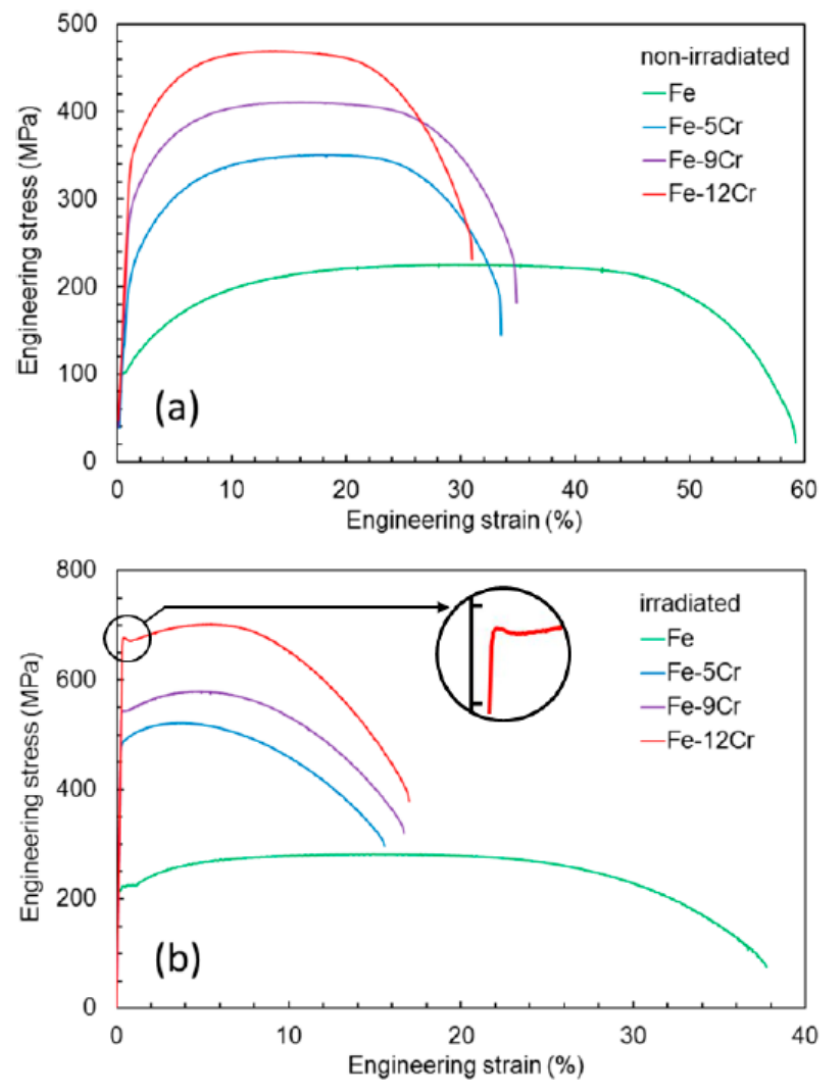 500
400
300
200
100
0
Engineering stress (MPa)
non-irradiated
Fe
Fe-5Cr
Fe-9Cr
Fe-12Cr
(a)
0 10 20 30 40 50 60
Engineering strain (%)
800
600
400
200
0
Engineering stress (MPa)
irradiated
Fe
Fe-5Cr
Fe-9Cr
Fe-12Cr
(b)
0 10 20 30 40
Engineering strain (%)